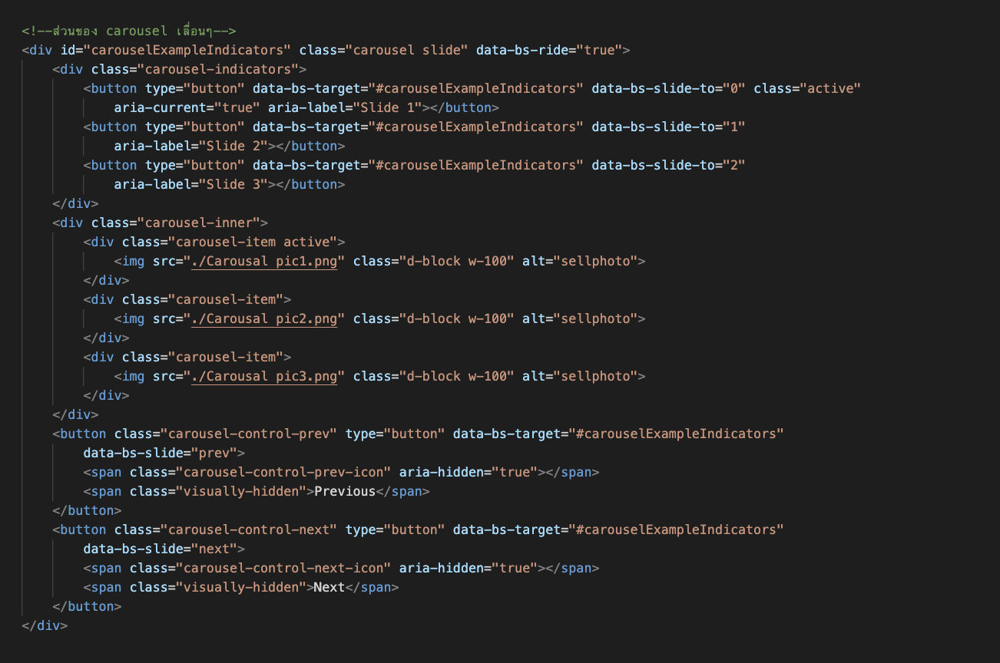 <!--ส่วนของ carousel เลื่อนๆ-->
<div id="carouselExampleIndicators" class="carousel slide" data-bs-ride="true">
    <div class="carousel-indicators">
        <button type="button" data-bs-target="#carouselExampleIndicators" data-bs-slide-to="0" class="active"
            aria-current="true" aria-label="Slide 1"></button>
        <button type="button" data-bs-target="#carouselExampleIndicators" data-bs-slide-to="1"
            aria-label="Slide 2"></button>
        <button type="button" data-bs-target="#carouselExampleIndicators" data-bs-slide-to="2"
            aria-label="Slide 3"></button>
    </div>
    <div class="carousel-inner">
        <div class="carousel-item active">
            <img src="./Carousal pic1.png" class="d-block w-100" alt="sellphoto">
        </div>
        <div class="carousel-item">
            <img src="./Carousal pic2.png" class="d-block w-100" alt="sellphoto">
        </div>
        <div class="carousel-item">
            <img src="./Carousal pic3.png" class="d-block w-100" alt="sellphoto">
        </div>
    </div>
    <button class="carousel-control-prev" type="button" data-bs-target="#carouselExampleIndicators"
        data-bs-slide="prev">
        <span class="carousel-control-prev-icon" aria-hidden="true"></span>
        <span class="visually-hidden">Previous</span>
    </button>
    <button class="carousel-control-next" type="button" data-bs-target="#carouselExampleIndicators"
        data-bs-slide="next">
        <span class="carousel-control-next-icon" aria-hidden="true"></span>
        <span class="visually-hidden">Next</span>
    </button>
</div>